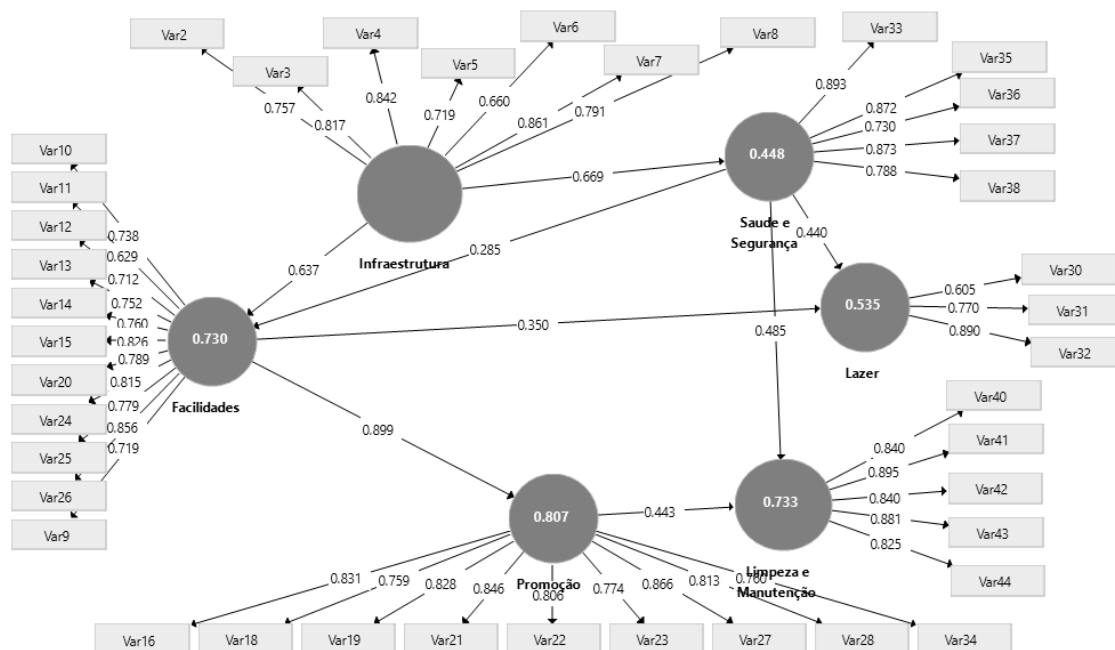 Var2
Var4
Var6
Var8
Var33
Var3
Var5
Var7
Var35
Var36
Var37
Var38
0.757
0.817
0.842
0.719
0.660
0.861
0.791
0.893
0.872
0.730
0.873
0.788
0.448
Saude e
Segurança
Infraestrutura
0.669
0.285
0.637
0.440
0.485
Var10
Var11
Var12
Var13
Var14
Var15
Var20
Var24
Var25
Var26
Var9
0.738
0.629
0.712
0.752
0.760
0.826
0.789
0.815
0.779
0.856
0.719
0.730
Facilidades
0.350
0.535
Lazer
0.605
0.770
0.890
Var30
Var31
Var32
0.899
0.807
Promoção
0.443
0.733
Limpeza e
Manutenção
0.840
0.895
0.840
0.881
0.825
Var40
Var41
Var42
Var43
Var44
0.831
0.759
0.828
0.846
0.806
0.774
0.866
0.813
0.760
Var16
Var18
Var19
Var21
Var22
Var23
Var27
Var28
Var34